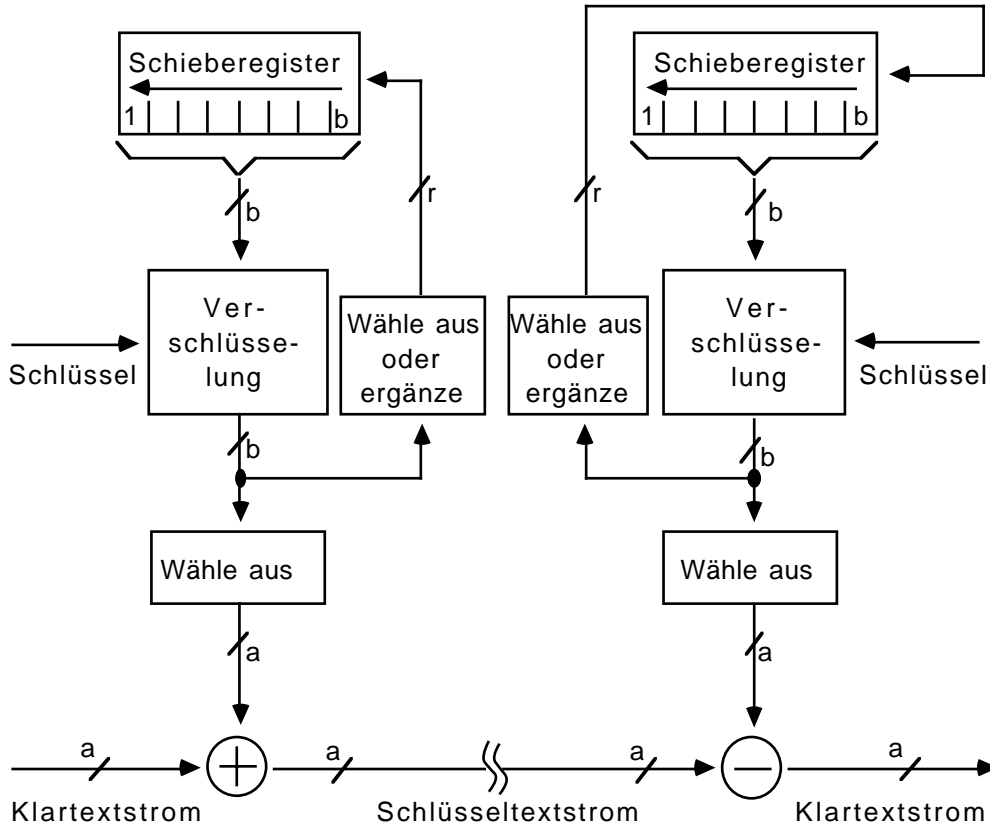 Schieberegister
1 b
b
r
Ver-
schlüsse-
lung
Schlüssel
Wähle aus
oder
ergänze
b
Wähle aus
a
Schieberegister
1 b
b
r
Wähle aus
oder
ergänze
Ver-
schlüsse-
lung
Schlüssel
b
Wähle aus
a
a
a
a
a
Klartextstrom
Schlüsseltextstrom
Klartextstrom